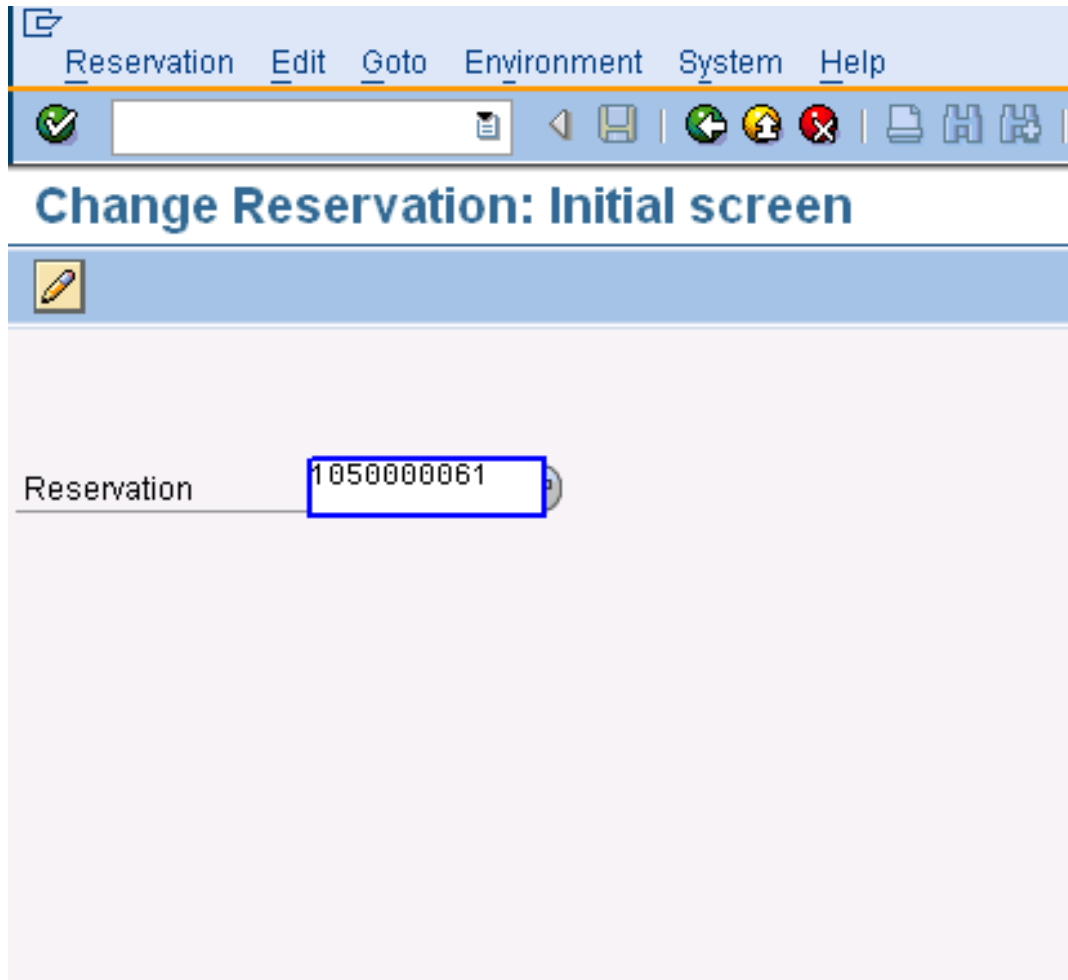 Reservation Edit Goto Environment System Help
Change Reservation: Initial screen
Reservation 1050000061